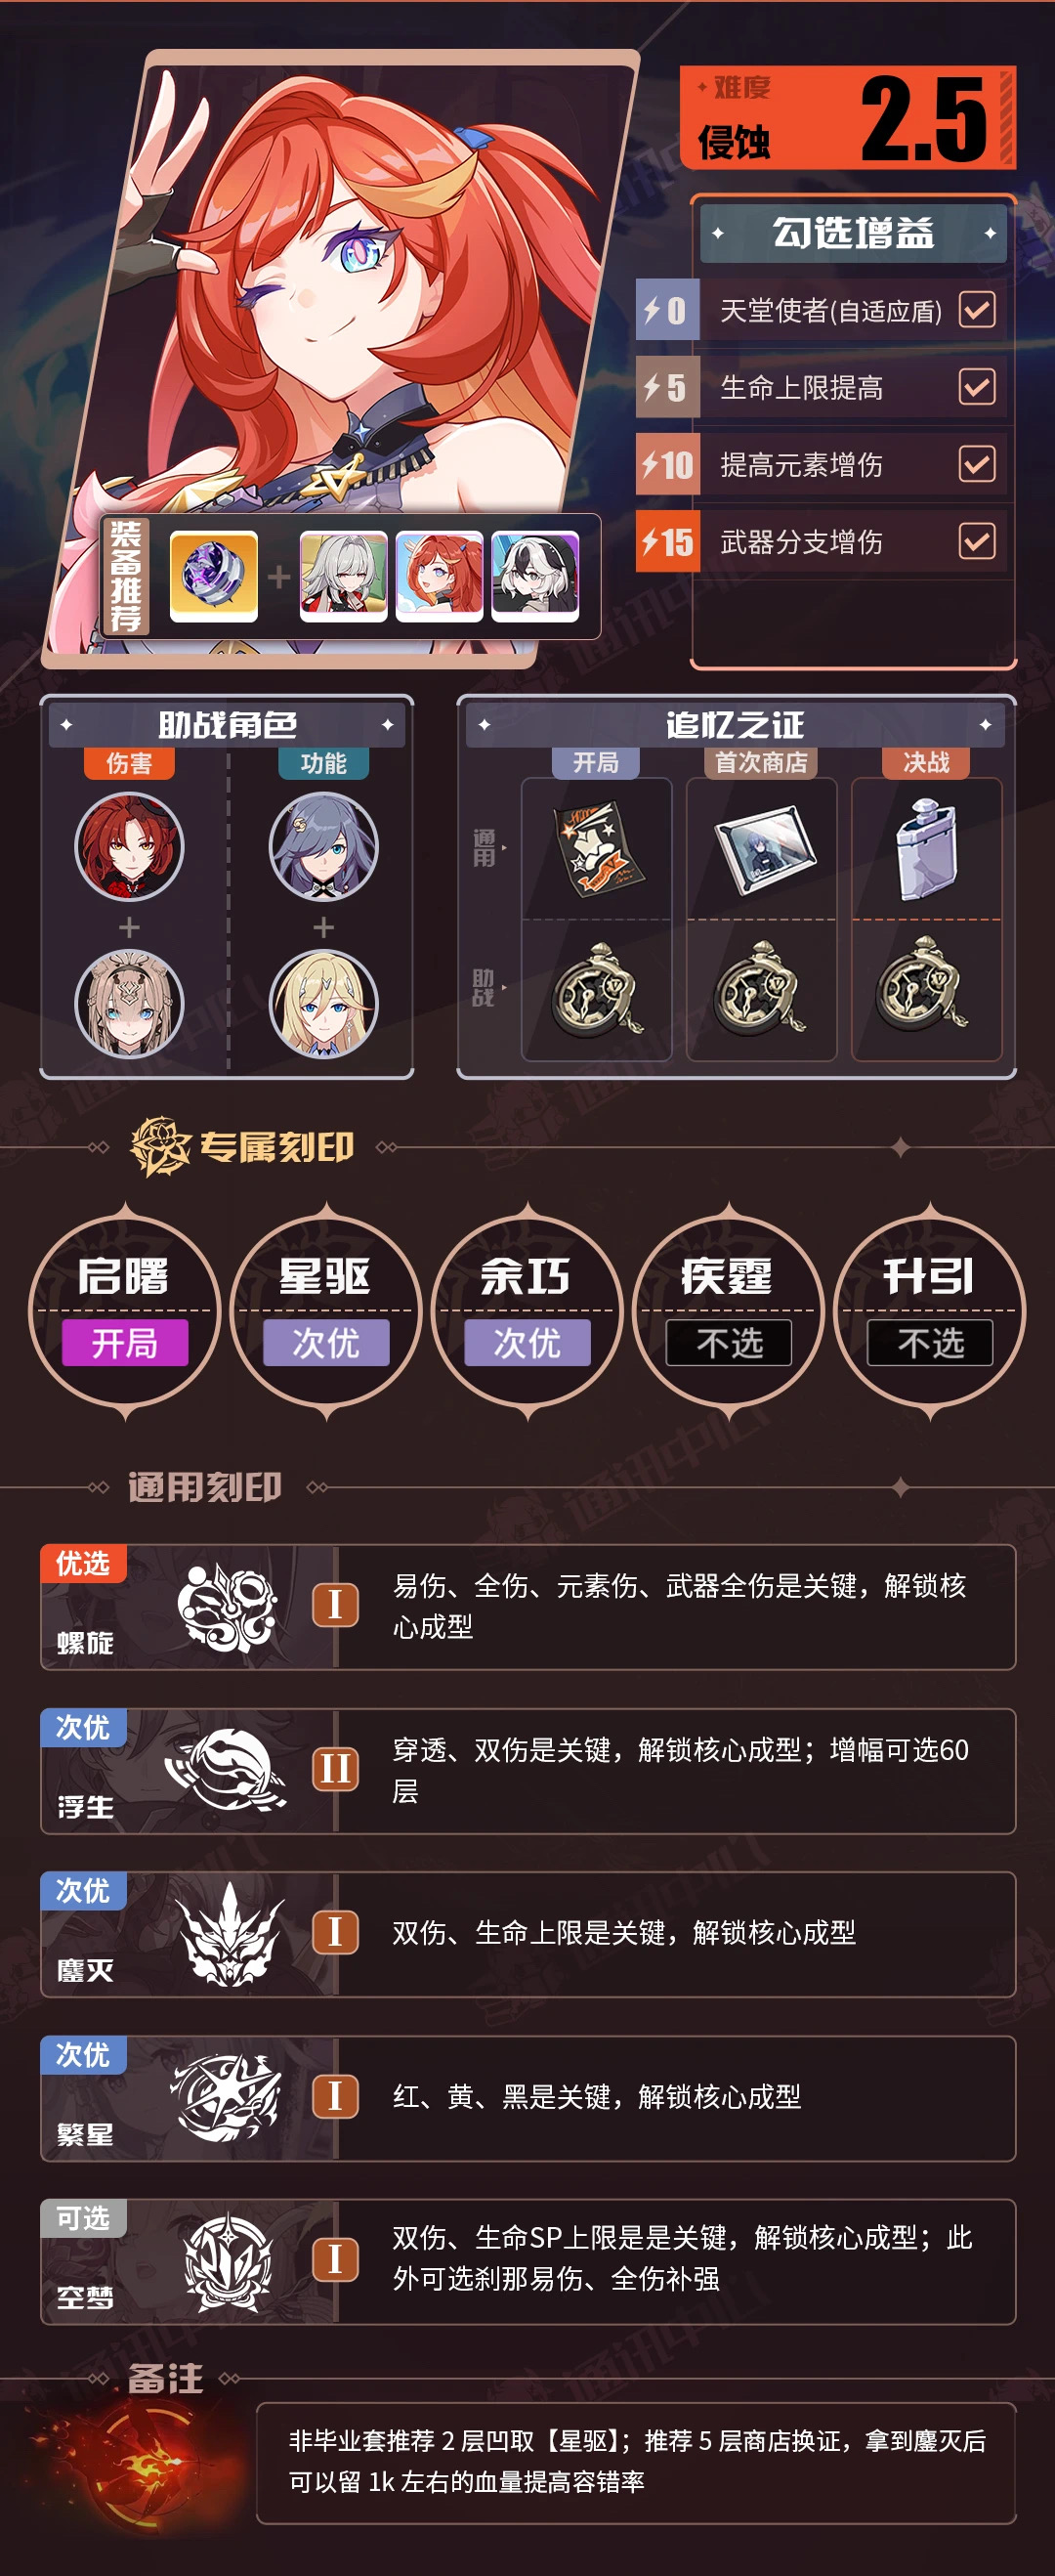 难度
侵蚀
2.5
勾选增益
0 天堂使者(自适应盾)
5 生命上限提高
10 提高元素增伤
15 武器分支增伤
装备推荐
助战角色
伤害
功能
追忆之证
开局
首次商店
决战
通用
助战
专属刻印
启曙
开局
星驱
次优
余巧
次优
疾霆
不选
升引
不选
通用刻印
优选
螺旋
I
易伤、全伤、元素伤、武器全伤是关键，解锁核
心成型
次优
浮生
II
穿透、双伤是关键，解锁核心成型；增幅可选60
层
次优
鏖灭
I
双伤、生命上限是关键，解锁核心成型
次优
繁星
I
红、黄、黑是关键，解锁核心成型
可选
空梦
I
双伤、生命SP上限是是关键，解锁核心成型；此
外可选刹那易伤、全伤补强
备注
非毕业套推荐 2 层凹取【星驱】；推荐 5 层商店换证，拿到鏖灭后
可以留 1k 左右的血量提高容错率
通讯中心